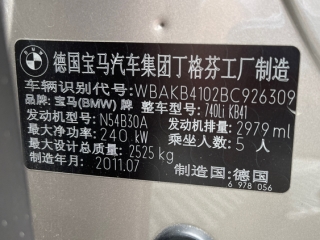 德国宝马汽车集团丁格芬工厂制造
车辆识别代号: WBAKB4102BC926309
品牌: 宝马(BMW) 牌 整车型号: 740Li KB41
发动机型号: N54B30A 发动机排量: 2979 ml
最大净功率: 240 kW 乘坐人数: 5 人
最大总质量: 2525 kg
制造年月: 2011.07 制造国: 德国
6 978 056